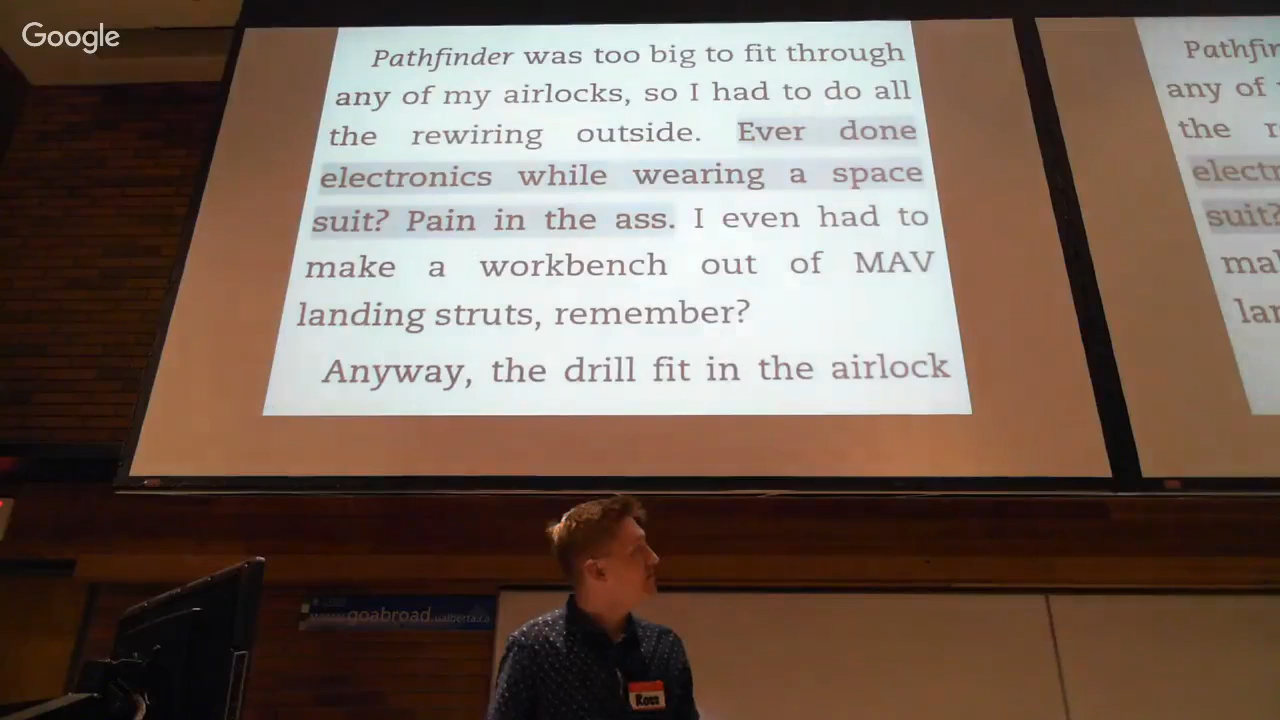 Google
Pathfinder was too big to fit through
any of my airlocks, so I had to do all
the rewiring outside. Ever done
electronics while wearing a space
suit? Pain in the ass. I even had to
make a workbench out of MAV
landing struts, remember?
Anyway, the drill fit in the airlock
Pathfin
any of
the r
electr
suit?
mal
lan
goabroad.ualberta.ca
Ross